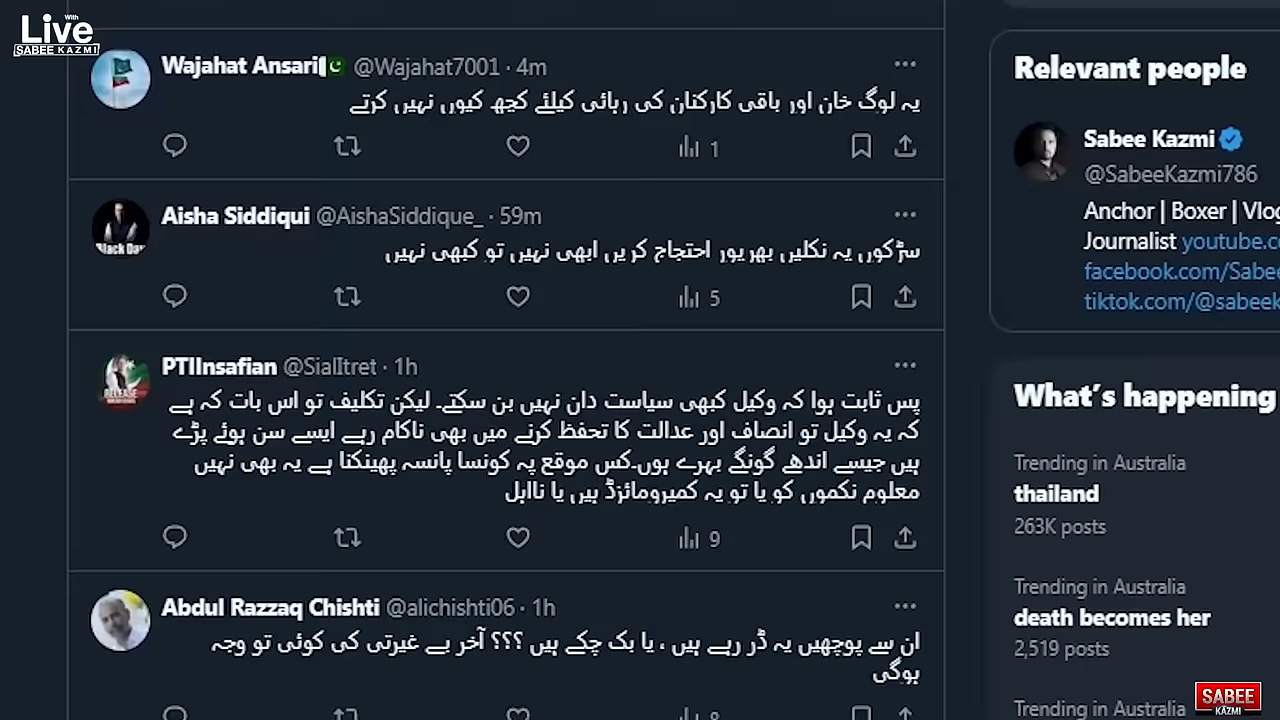 Live With
SABEE KAZMI
Wajahat Ansari @Wajahat7001 · 4m
یہ لوگ خان اور باقی کارکنان کی رہائی کیلئے کچھ کیوں نہیں کرتے
1
Aisha Siddiqui @AishaSiddique_ · 59m
سڑکوں پہ نکلیں بھرپور احتجاج کریں ابھی نہیں تو کبھی نہیں
5
PTIInsafian @SialItret · 1h
پس ثابت ہوا کہ وکیل کبھی سیاست دان نہیں بن سکتے۔ لیکن تکلیف تو اس بات کہ ہے
کہ یہ وکیل تو انصاف اور عدالت کا تحفظ کرنے میں بھی ناکام رہے ایسے سن ہوئے پڑے
ہیں جیسے اندھے گونگے بہرے ہوں۔کس موقع پہ کونسا پانسہ پھینکنا ہے یہ بھی نہیں
معلوم نکموں کو یا تو یہ کمپرومائزڈ ہیں یا نااہل
9
Abdul Razzaq Chishti @alichishti06 · 1h
ان سے پوچھیں یہ ڈر رہے ہیں ، یا بک چکے ہیں ؟؟؟ آخر بے غیرتی کی کوئی تو وجہ
ہوگی
8
Relevant people
Sabee Kazmi
@SabeeKazmi786
Anchor | Boxer | Vlog
Journalist youtube.c
facebook.com/Sabe
tiktok.com/@sabeek
What's happening
Trending in Australia
thailand
263K posts
Trending in Australia
death becomes her
2,519 posts
Trending in Australia
SABEE
KAZMI